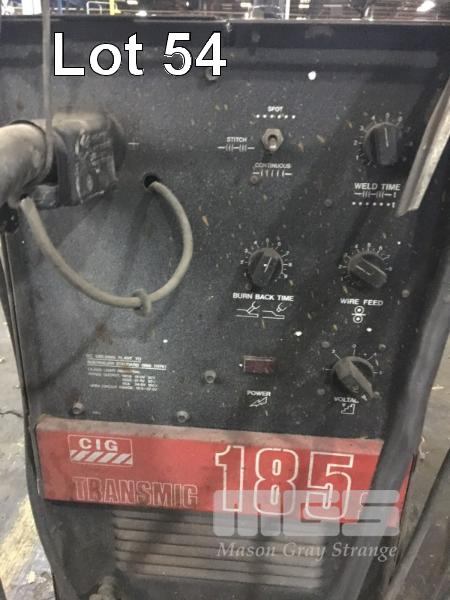 Lot 54
SPOT
STITCH
CONTINUOUS
WELD TIME
BURN BACK TIME
WIRE FEED
POWER
CIG
TRANSMIG
185
MGS
Mason Gray Strange